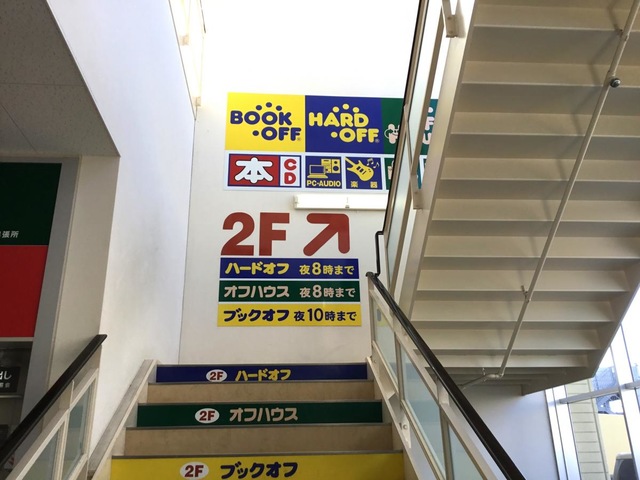 BOOK OFF
HARD OFF
本 CD
PC-AUDIO 楽器
2F
ハードオフ 夜8時まで
オフハウス 夜8時まで
ブックオフ 夜10時まで
張所
2F ハードオフ
2F オフハウス
2F ブックオフ